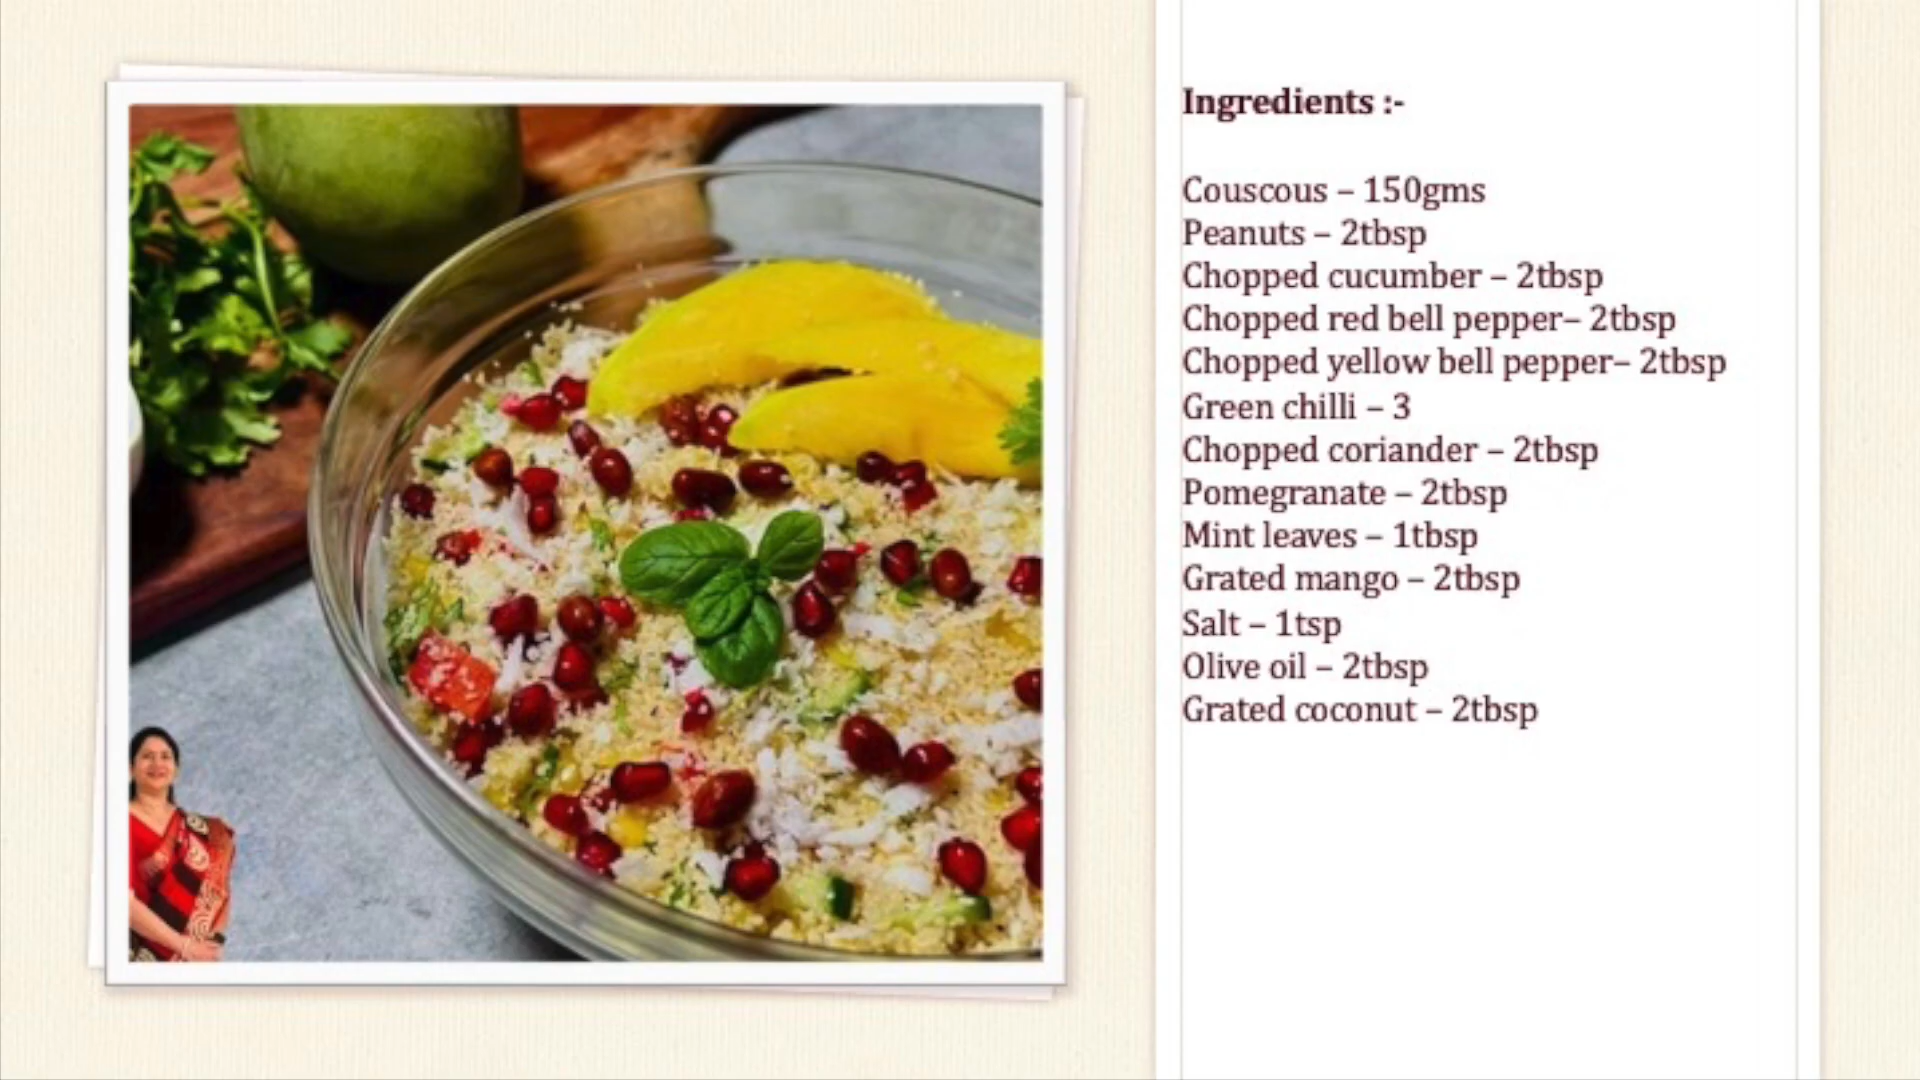 Ingredients :-
Couscous – 150gms
Peanuts – 2tbsp
Chopped cucumber – 2tbsp
Chopped red bell pepper– 2tbsp
Chopped yellow bell pepper– 2tbsp
Green chilli – 3
Chopped coriander – 2tbsp
Pomegranate – 2tbsp
Mint leaves – 1tbsp
Grated mango – 2tbsp
Salt – 1tsp
Olive oil – 2tbsp
Grated coconut – 2tbsp